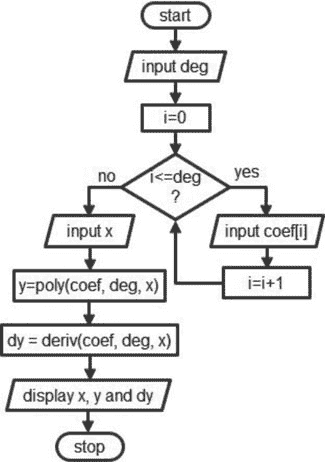 start
input deg
i=0
i<=deg
?
yes
no
input coef[i]
i=i+1
input x
y=poly(coef, deg, x)
dy = deriv(coef, deg, x)
display x, y and dy
stop